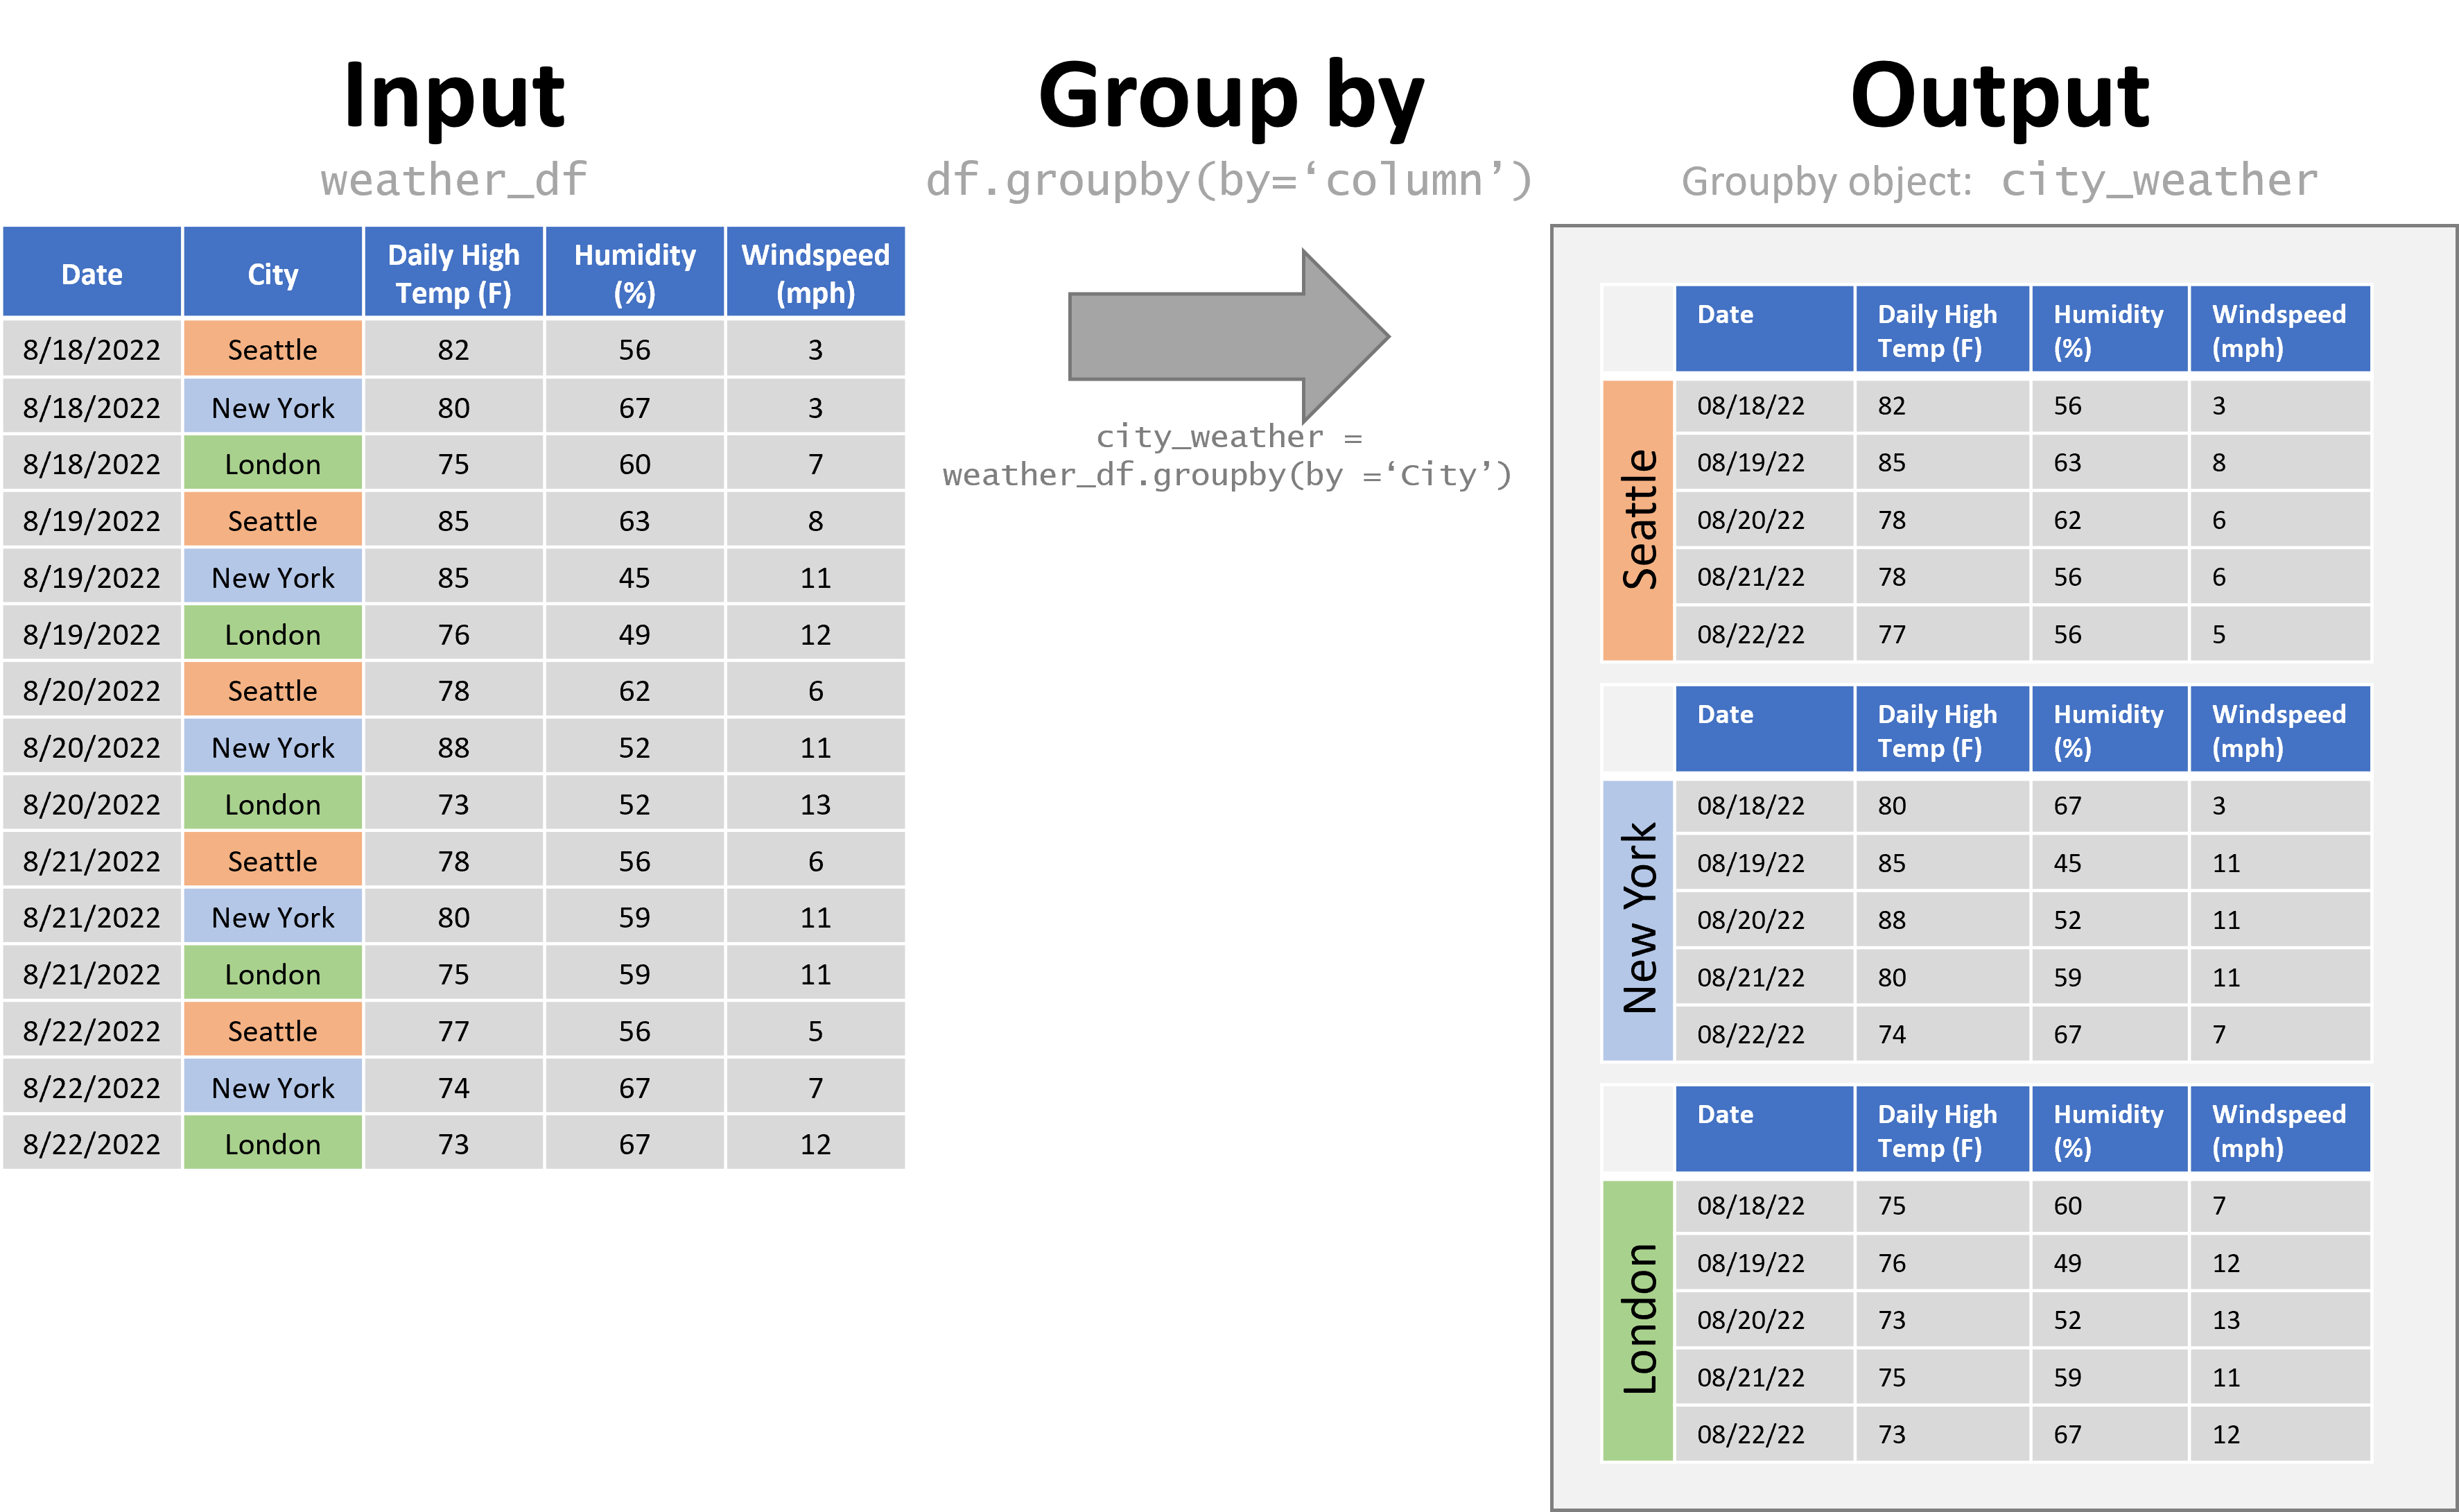 Input
weather_df
Date City Daily High Temp (F) Humidity (%) Windspeed (mph)
8/18/2022 Seattle 82 56 3
8/18/2022 New York 80 67 3
8/18/2022 London 75 60 7
8/19/2022 Seattle 85 63 8
8/19/2022 New York 85 45 11
8/19/2022 London 76 49 12
8/20/2022 Seattle 78 62 6
8/20/2022 New York 88 52 11
8/20/2022 London 73 52 13
8/21/2022 Seattle 78 56 6
8/21/2022 New York 80 59 11
8/21/2022 London 75 59 11
8/22/2022 Seattle 77 56 5
8/22/2022 New York 74 67 7
8/22/2022 London 73 67 12
Group by
df.groupby(by=‘column’)
city_weather =
weather_df.groupby(by =‘City’)
Output
Groupby object: city_weather
Date Daily High Temp (F) Humidity (%) Windspeed (mph)
Seattle
08/18/22 82 56 3
08/19/22 85 63 8
08/20/22 78 62 6
08/21/22 78 56 6
08/22/22 77 56 5
Date Daily High Temp (F) Humidity (%) Windspeed (mph)
New York
08/18/22 80 67 3
08/19/22 85 45 11
08/20/22 88 52 11
08/21/22 80 59 11
08/22/22 74 67 7
Date Daily High Temp (F) Humidity (%) Windspeed (mph)
London
08/18/22 75 60 7
08/19/22 76 49 12
08/20/22 73 52 13
08/21/22 75 59 11
08/22/22 73 67 12